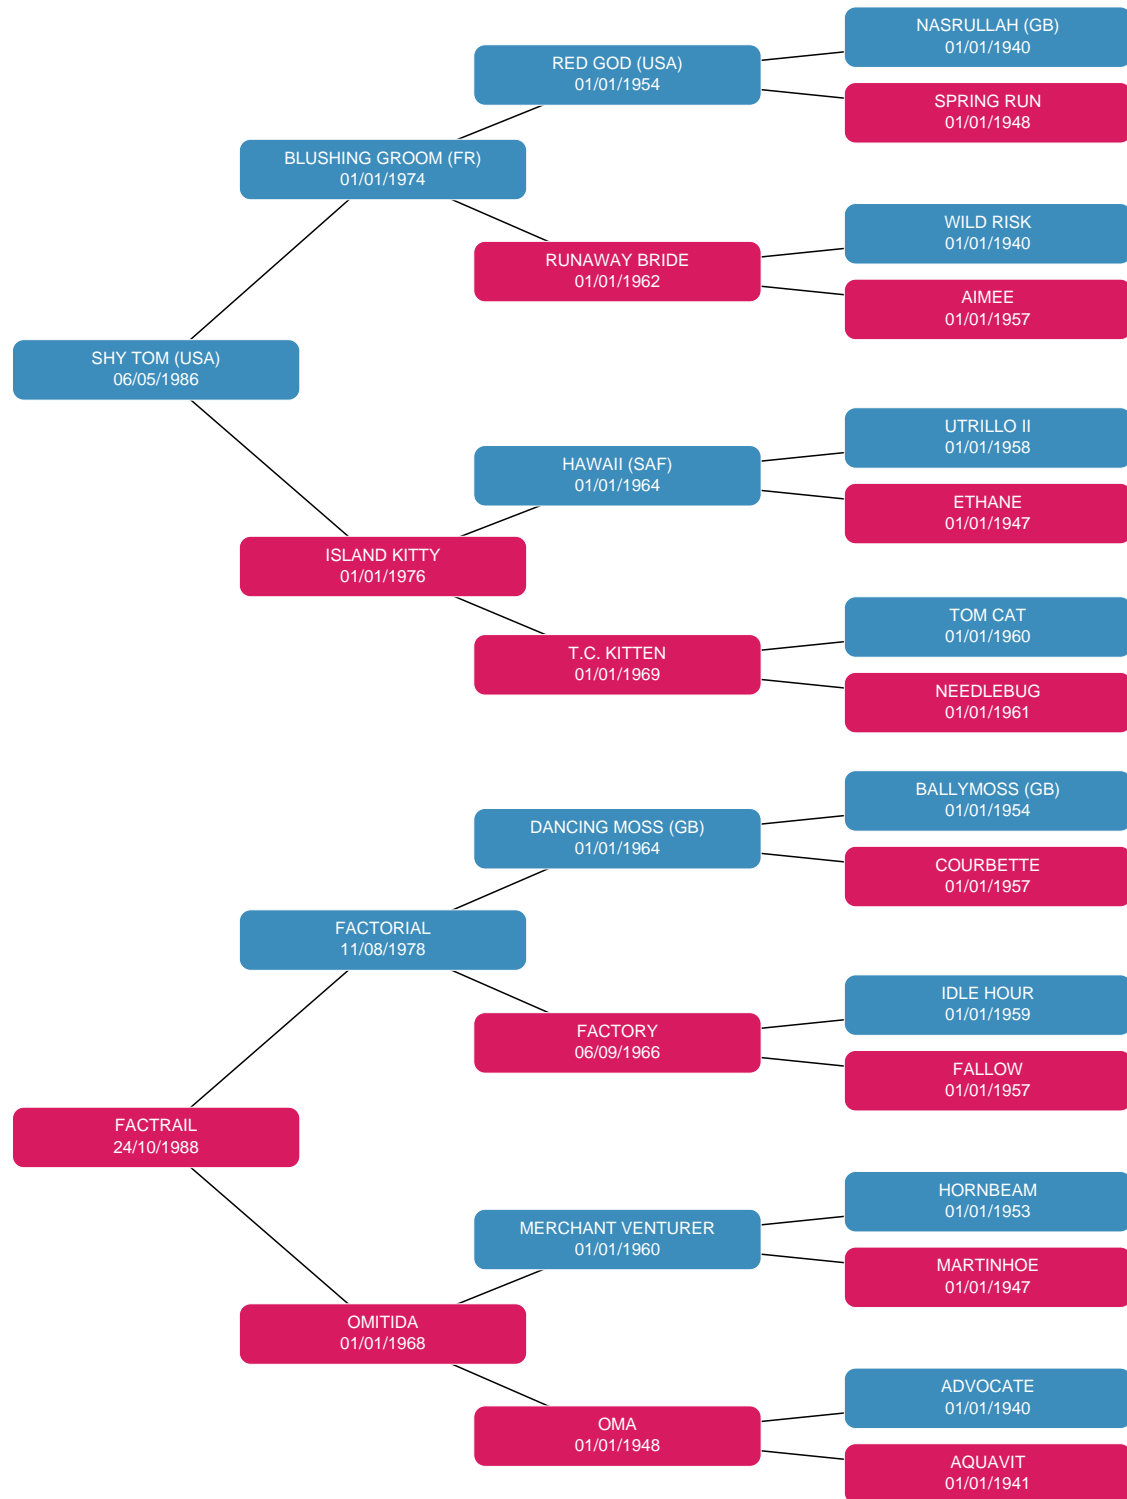 NASRULLAH (GB)
01/01/1940
RED GOD (USA)
01/01/1954
SPRING RUN
01/01/1948
BLUSHING GROOM (FR)
01/01/1974
WILD RISK
01/01/1940
RUNAWAY BRIDE
01/01/1962
AIMEE
01/01/1957
SHY TOM (USA)
06/05/1986
UTRILLO II
01/01/1958
HAWAII (SAF)
01/01/1964
ETHANE
01/01/1947
ISLAND KITTY
01/01/1976
TOM CAT
01/01/1960
T.C. KITTEN
01/01/1969
NEEDLEBUG
01/01/1961
BALLYMOSS (GB)
01/01/1954
DANCING MOSS (GB)
01/01/1964
COURBETTE
01/01/1957
FACTORIAL
11/08/1978
IDLE HOUR
01/01/1959
FACTORY
06/09/1966
FALLOW
01/01/1957
FACTRAIL
24/10/1988
HORNBEAM
01/01/1953
MERCHANT VENTURER
01/01/1960
MARTINHOE
01/01/1947
OMITIDA
01/01/1968
ADVOCATE
01/01/1940
OMA
01/01/1948
AQUAVIT
01/01/1941